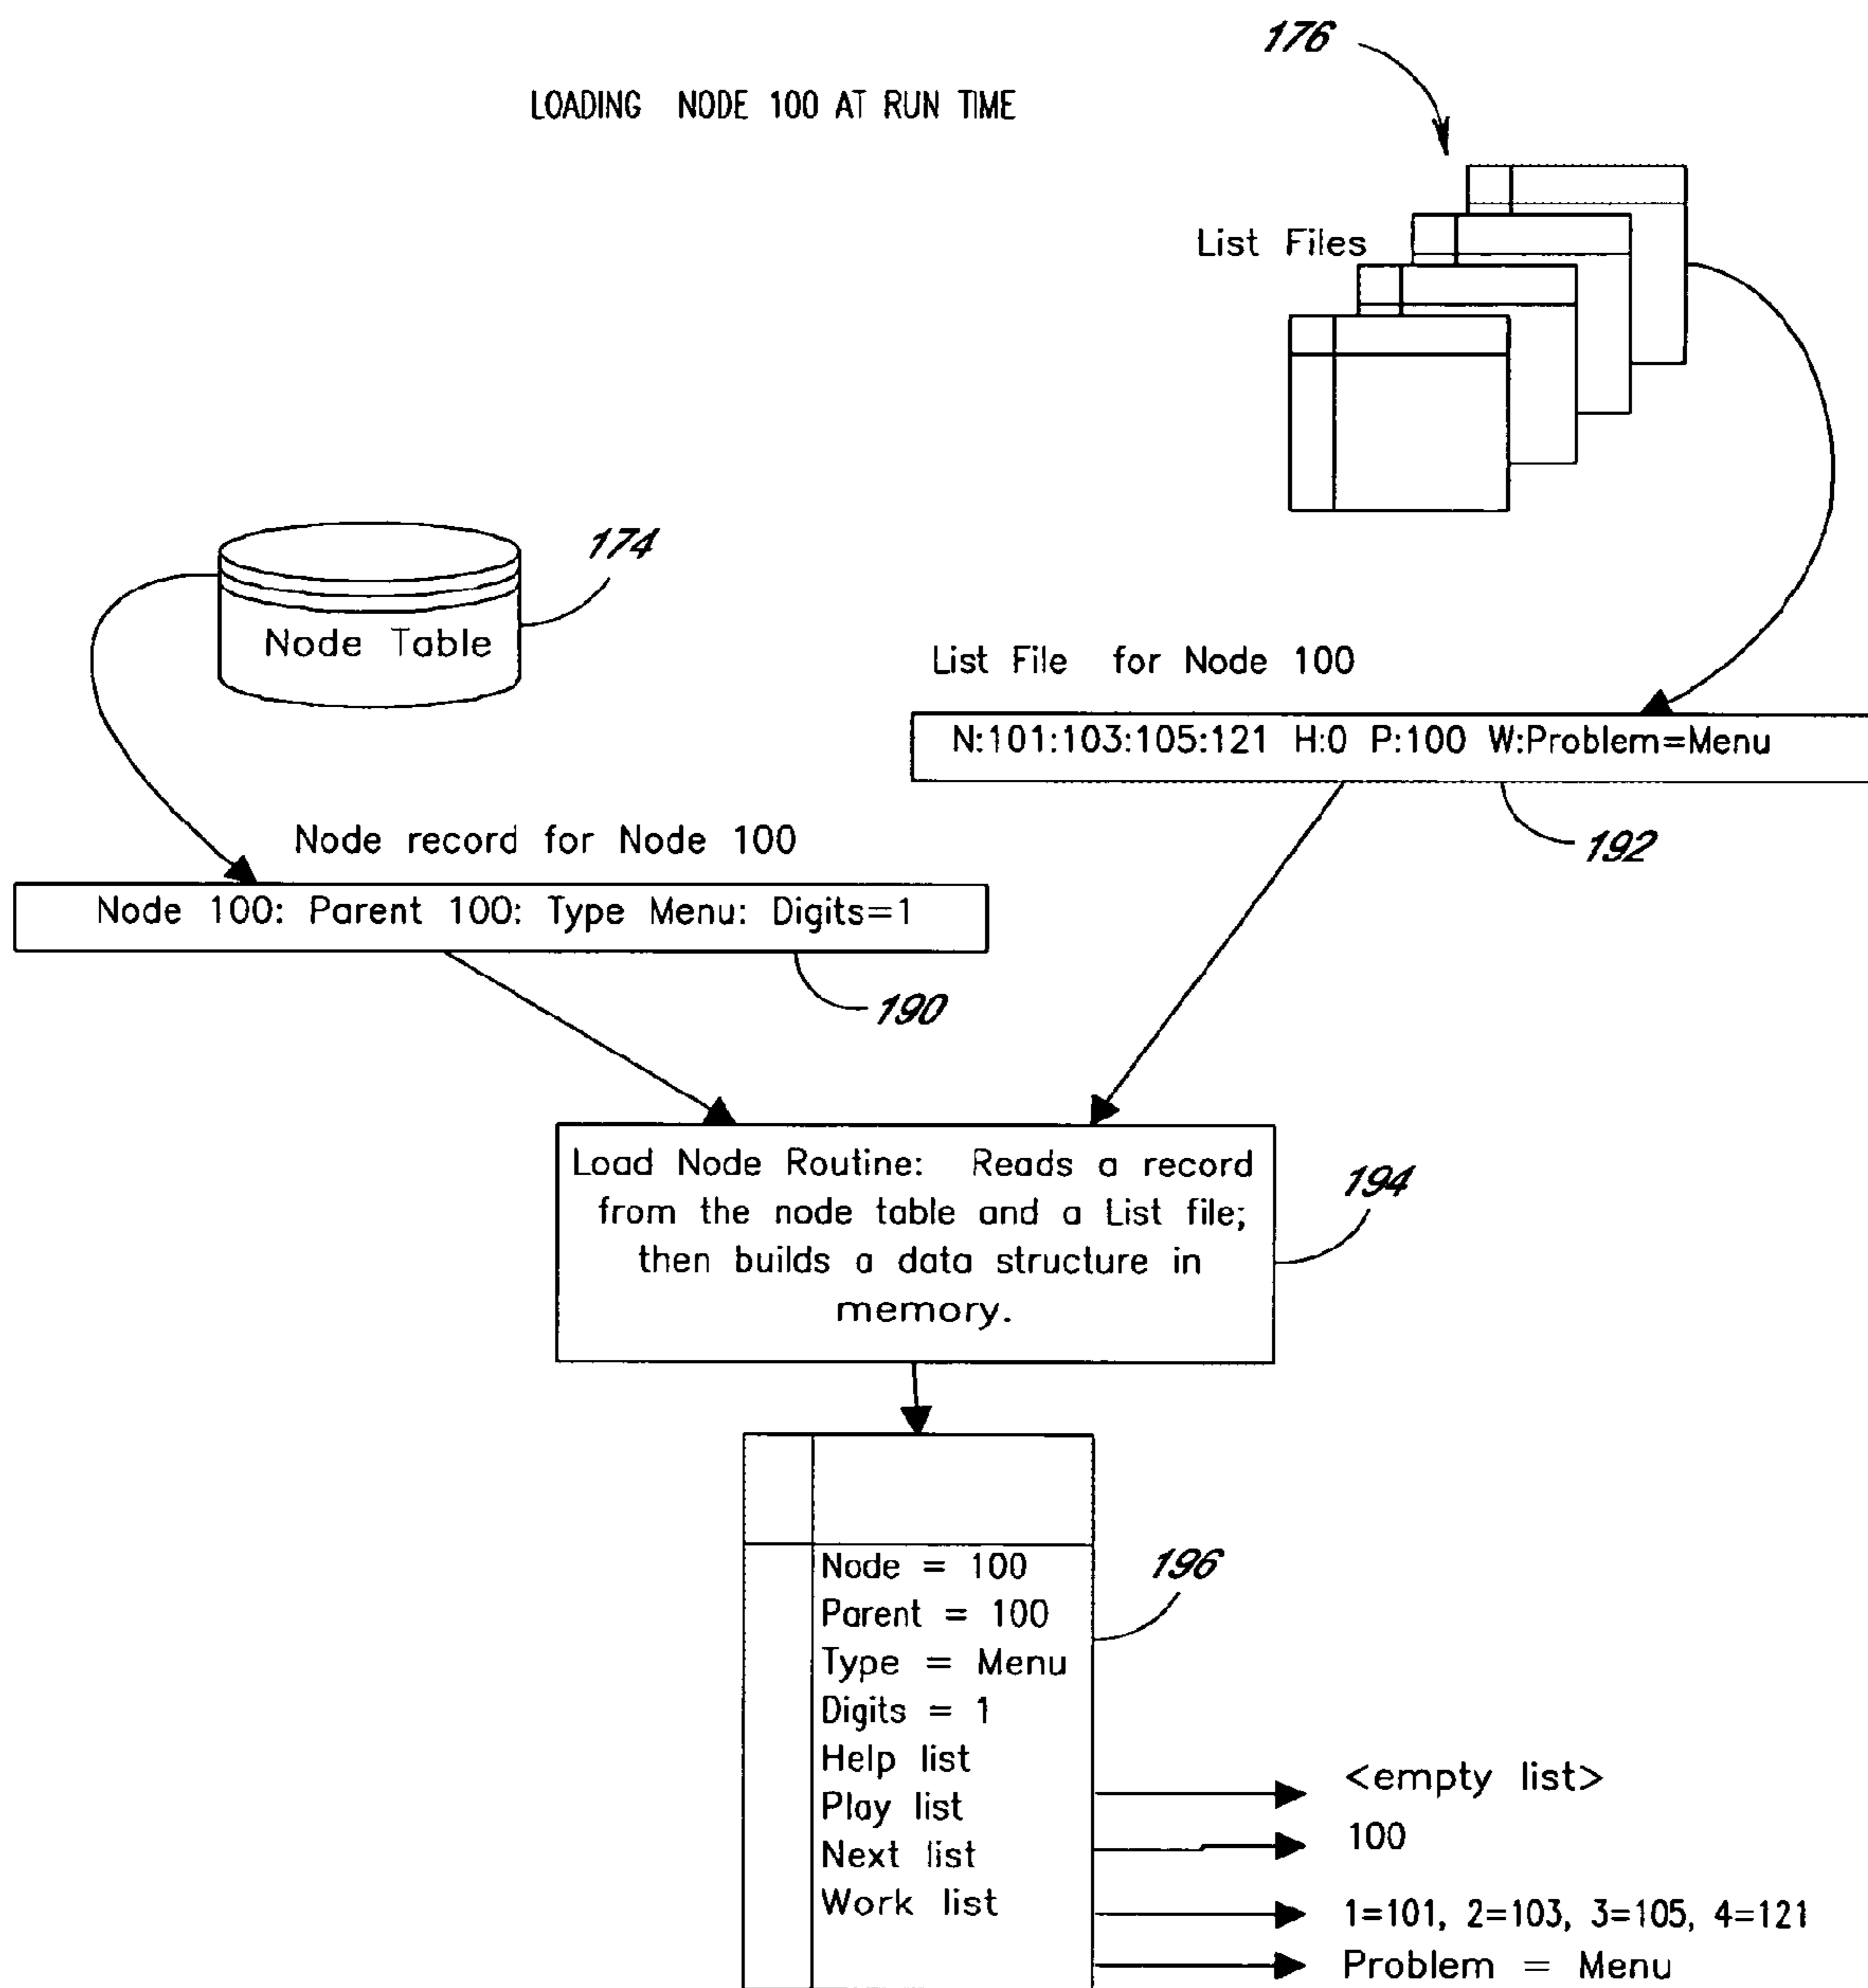 176
LOADING NODE 100 AT RUN TIME
List Files
174
Node Table
List File for Node 100
N:101:103:105:121 H:0 P:100 W:Problem=Menu
192
Node record for Node 100
Node 100: Parent 100: Type Menu: Digits=1
190
Load Node Routine: Reads a record
from the node table and a List file;
then builds a data structure in
memory.
194
Node = 100
Parent = 100
Type = Menu
Digits = 1
Help list
Play list
Next list
Work list
196
<empty list>
100
1=101, 2=103, 3=105, 4=121
Problem = Menu